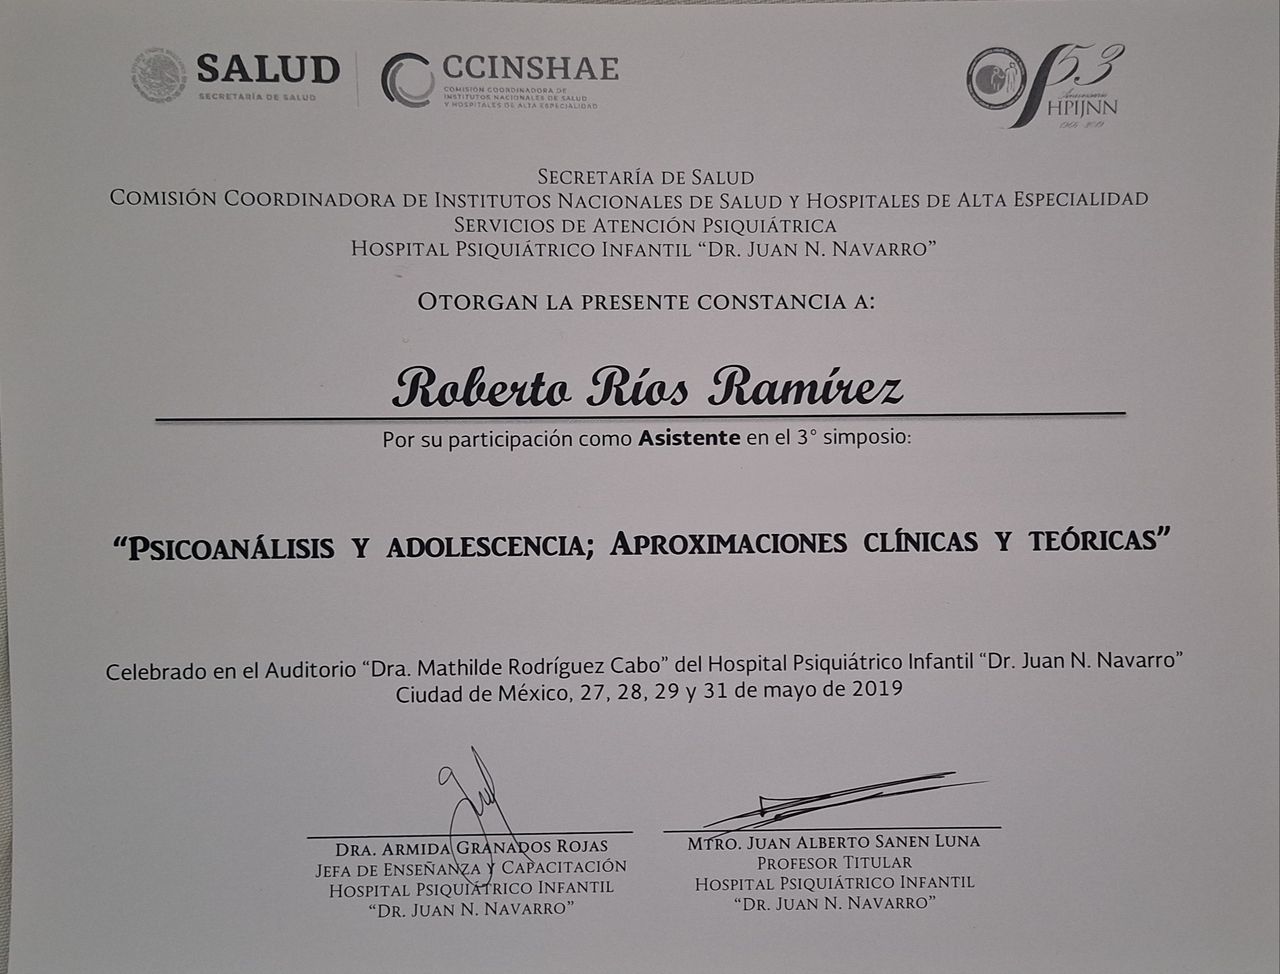 SALUD
SECRETARÍA DE SALUD
CCINSHAE
COMISIÓN COORDINADORA DE
INSTITUTOS NACIONALES DE SALUD
Y HOSPITALES DE ALTA ESPECIALIDAD
53
Aniversario
HPIJNN
1966 - 2019
SECRETARÍA DE SALUD
COMISIÓN COORDINADORA DE INSTITUTOS NACIONALES DE SALUD Y HOSPITALES DE ALTA ESPECIALIDAD
SERVICIOS DE ATENCIÓN PSIQUIÁTRICA
HOSPITAL PSIQUIÁTRICO INFANTIL “DR. JUAN N. NAVARRO”
OTORGAN LA PRESENTE CONSTANCIA A:
Roberto Ríos Ramírez
Por su participación como Asistente en el 3° simposio:
“PSICOANÁLISIS Y ADOLESCENCIA; APROXIMACIONES CLÍNICAS Y TEÓRICAS”
Celebrado en el Auditorio “Dra. Mathilde Rodríguez Cabo” del Hospital Psiquiátrico Infantil “Dr. Juan N. Navarro”
Ciudad de México, 27, 28, 29 y 31 de mayo de 2019
DRA. ARMIDA GRANADOS ROJAS
JEFA DE ENSEÑANZA Y CAPACITACIÓN
HOSPITAL PSIQUIÁTRICO INFANTIL
“DR. JUAN N. NAVARRO”
MTRO. JUAN ALBERTO SANEN LUNA
PROFESOR TITULAR
HOSPITAL PSIQUIÁTRICO INFANTIL
“DR. JUAN N. NAVARRO”